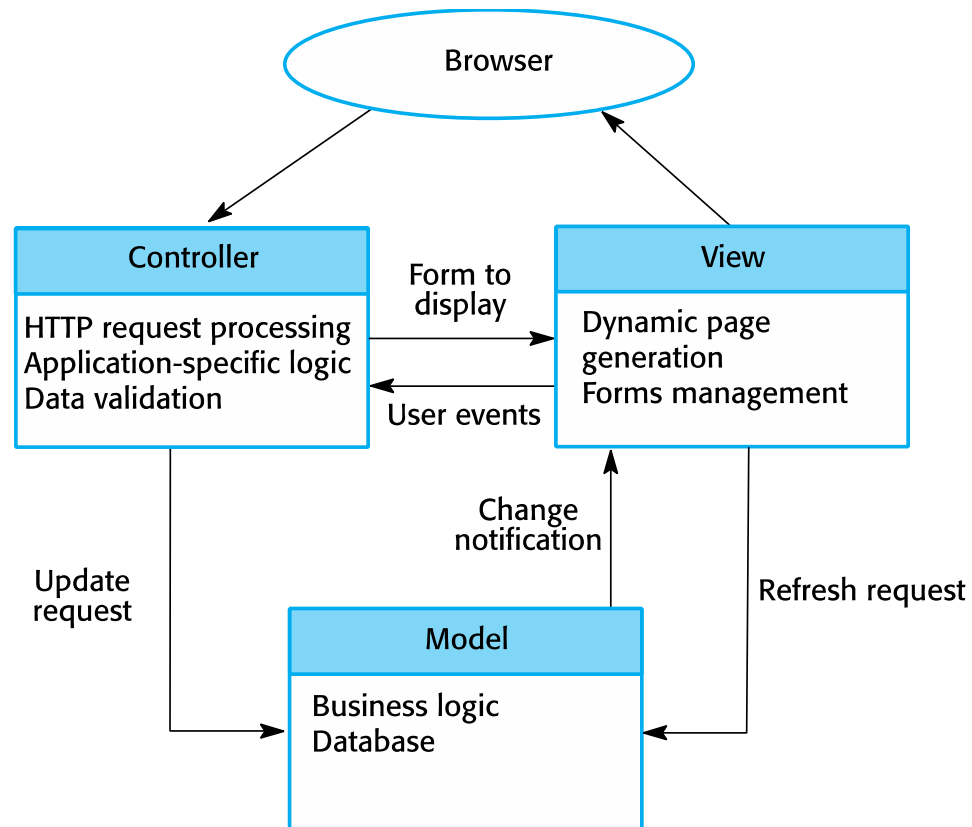 Browser
Controller
HTTP request processing
Application-specific logic
Data validation
Form to
display
User events
View
Dynamic page
generation
Forms management
Update
request
Change
notification
Refresh request
Model
Business logic
Database